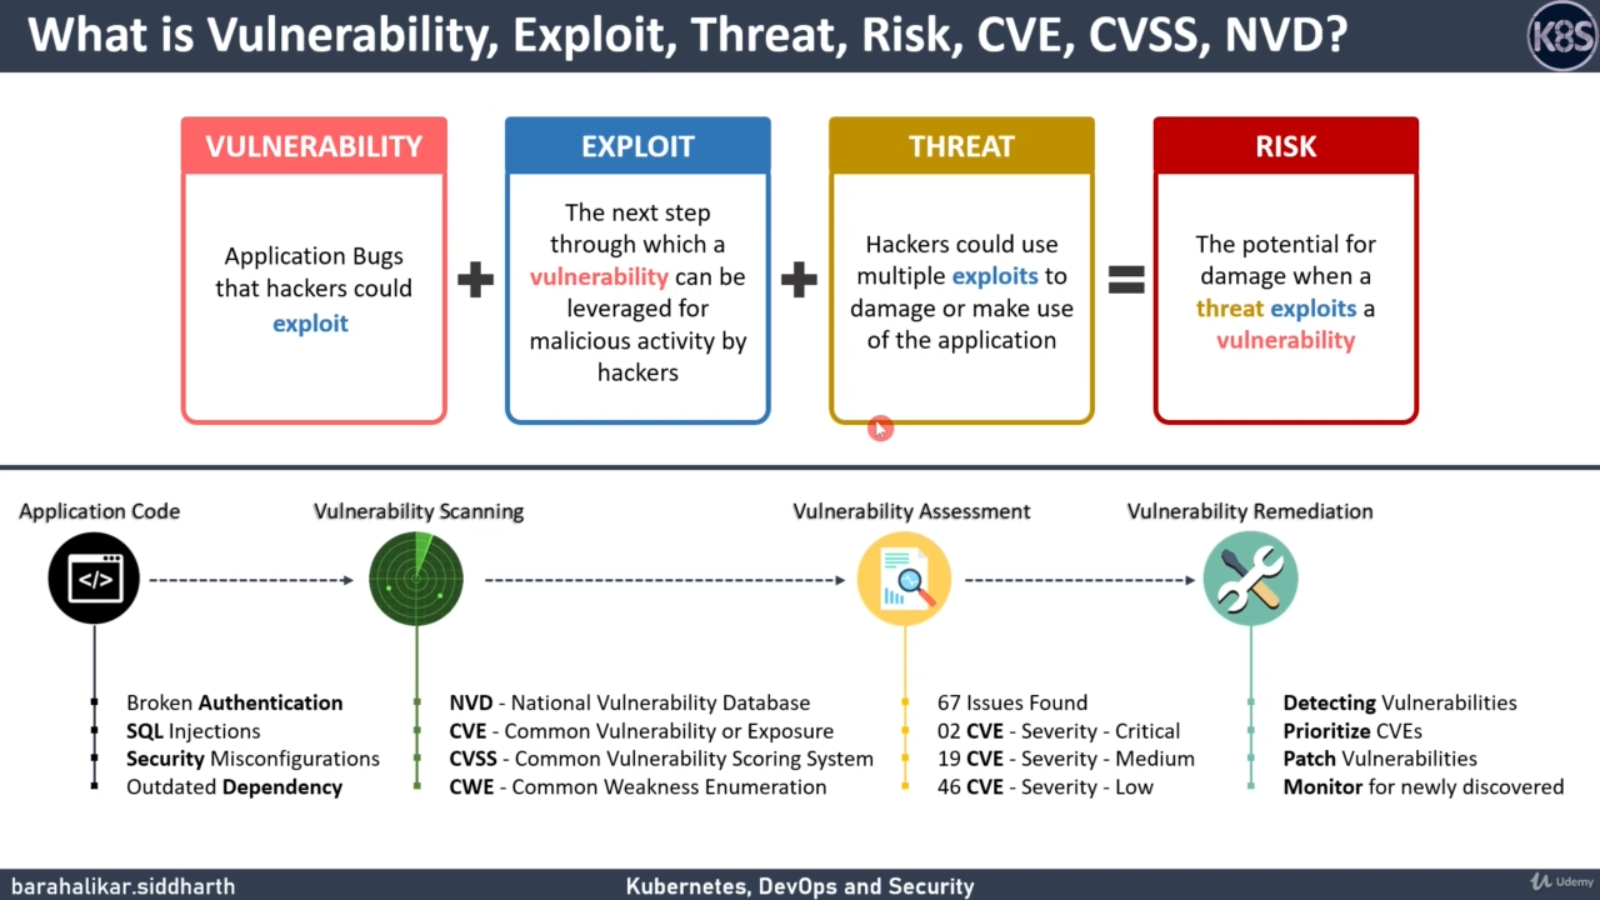 What is Vulnerability, Exploit, Threat, Risk, CVE, CVSS, NVD?
K8S
VULNERABILITY
Application Bugs
that hackers could
exploit
+
EXPLOIT
The next step
through which a
vulnerability can be
leveraged for
malicious activity by
hackers
+
THREAT
Hackers could use
multiple exploits to
damage or make use
of the application
=
RISK
The potential for
damage when a
threat exploits a
vulnerability
Application Code
</>
Broken Authentication
SQL Injections
Security Misconfigurations
Outdated Dependency
Vulnerability Scanning
NVD - National Vulnerability Database
CVE - Common Vulnerability or Exposure
CVSS - Common Vulnerability Scoring System
CWE - Common Weakness Enumeration
Vulnerability Assessment
67 Issues Found
02 CVE - Severity - Critical
19 CVE - Severity - Medium
46 CVE - Severity - Low
Vulnerability Remediation
Detecting Vulnerabilities
Prioritize CVEs
Patch Vulnerabilities
Monitor for newly discovered
barahalikar.siddharth
Kubernetes, DevOps and Security
Udemy